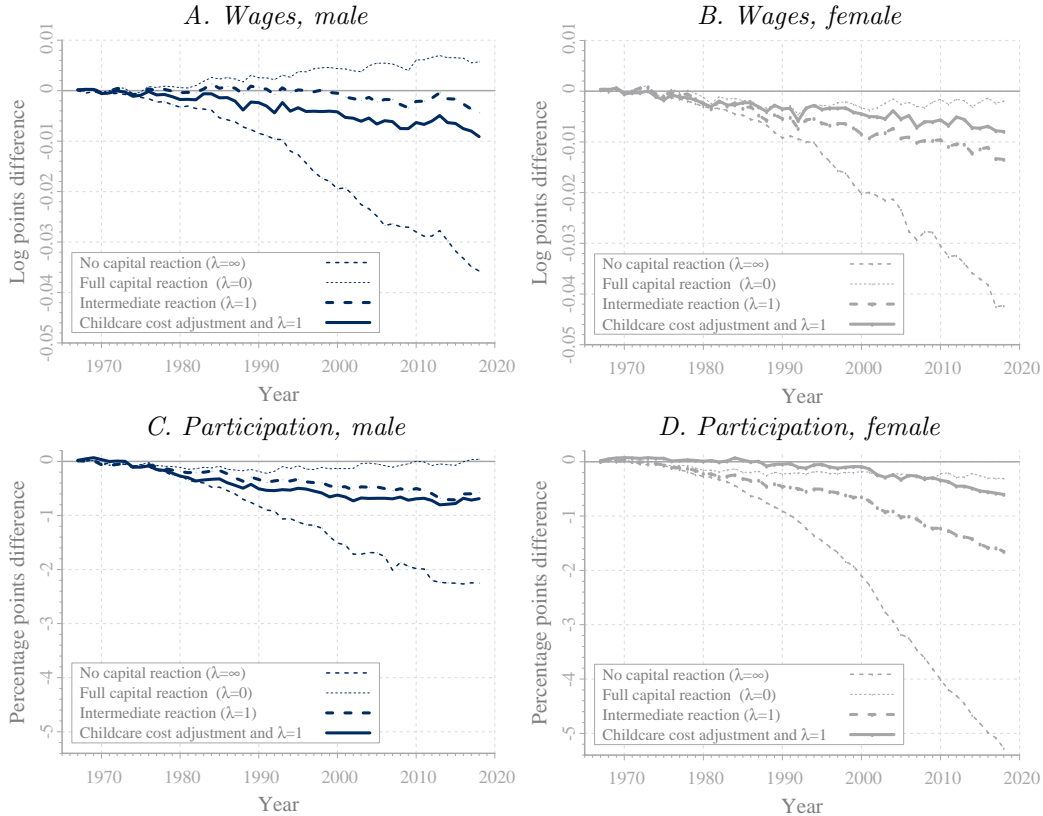 A. Wages, male
0.01
0
-0.01
-0.02
-0.03
-0.04
-0.05
Log points difference
No capital reaction (λ=∞)
Full capital reaction (λ=0)
Intermediate reaction (λ=1)
Childcare cost adjustment and λ=1
1970
1980
1990
2000
2010
2020
Year
B. Wages, female
0.01
0
-0.01
-0.02
-0.03
-0.04
-0.05
Log points difference
No capital reaction (λ=∞)
Full capital reaction (λ=0)
Intermediate reaction (λ=1)
Childcare cost adjustment and λ=1
1970
1980
1990
2000
2010
2020
Year
C. Participation, male
0
-1
-2
-3
-4
-5
Percentage points difference
No capital reaction (λ=∞)
Full capital reaction (λ=0)
Intermediate reaction (λ=1)
Childcare cost adjustment and λ=1
1970
1980
1990
2000
2010
2020
Year
D. Participation, female
0
-1
-2
-3
-4
-5
Percentage points difference
No capital reaction (λ=∞)
Full capital reaction (λ=0)
Intermediate reaction (λ=1)
Childcare cost adjustment and λ=1
1970
1980
1990
2000
2010
2020
Year